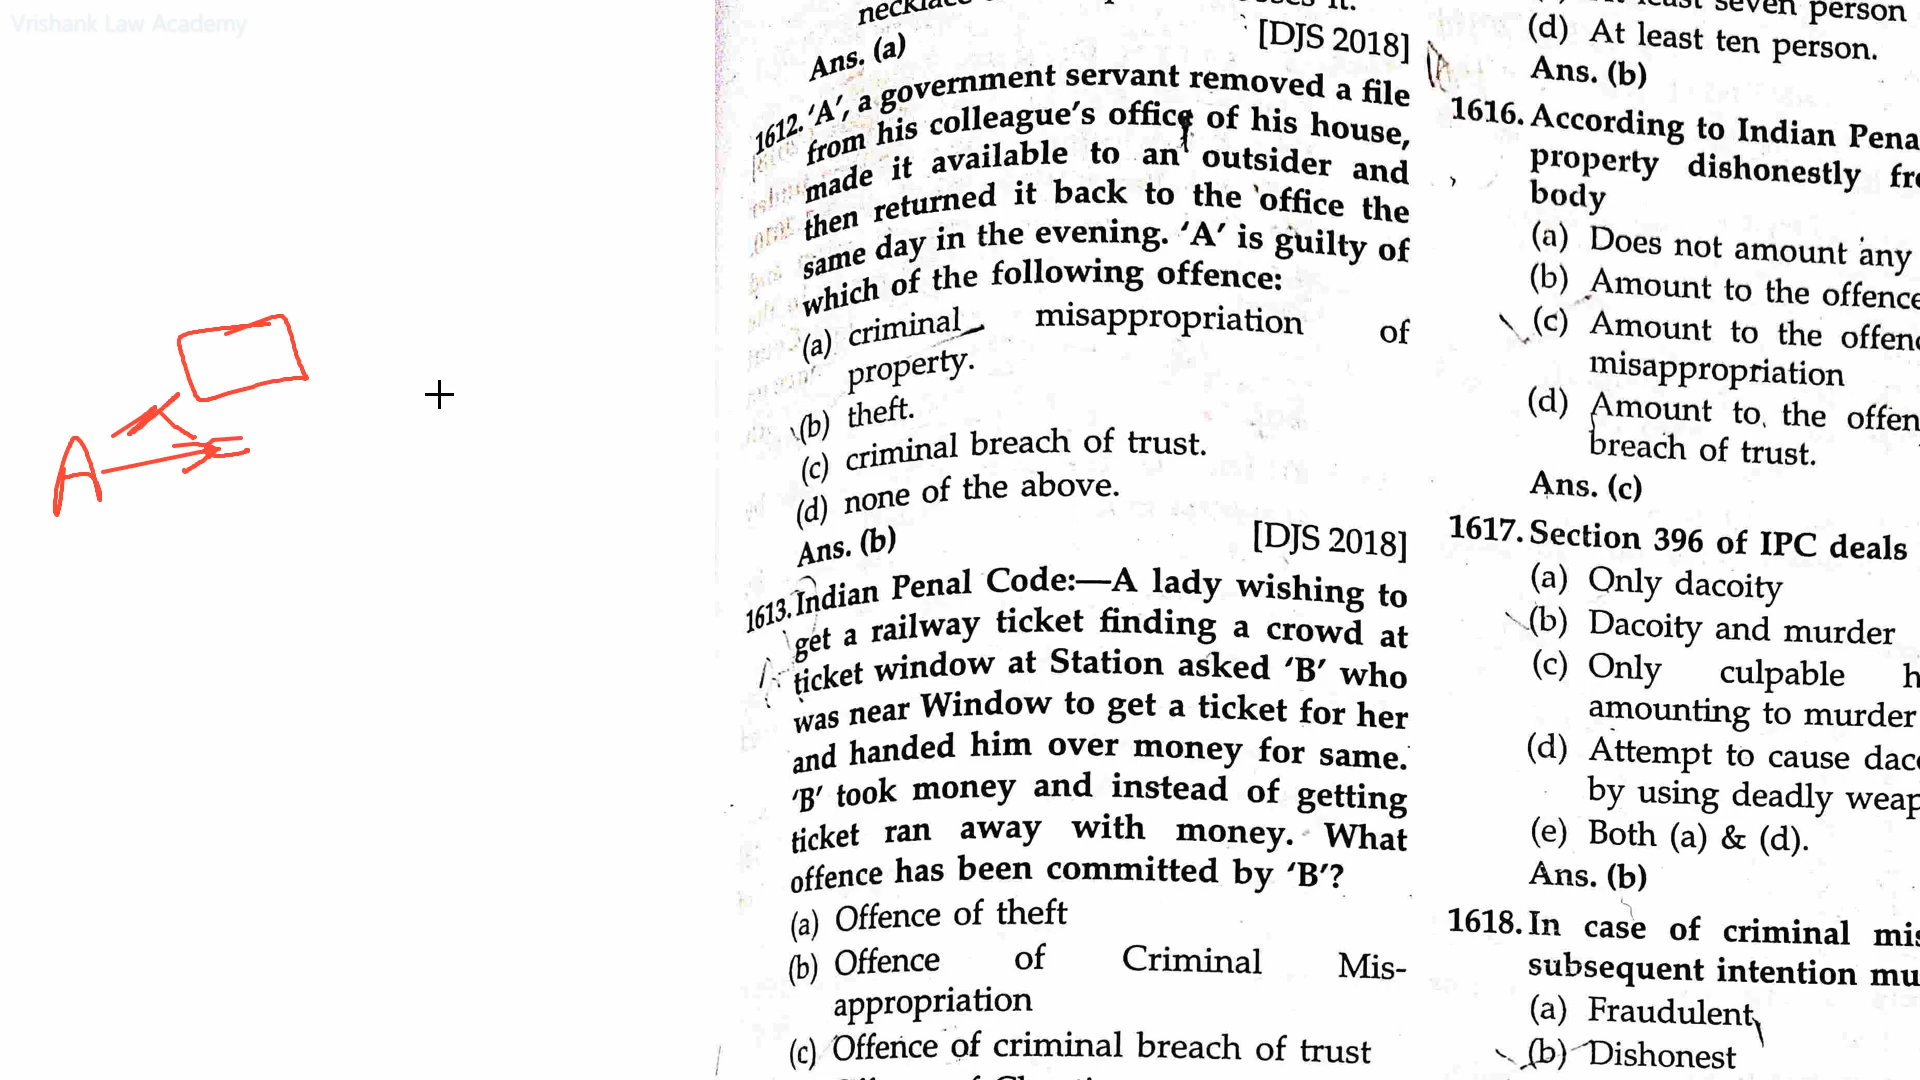 Vrishank Law Academy
Ans. (a)
[DJS 2018]
1612. 'A', a government servant removed a file
from his colleague's office of his house,
made it available to an outsider and
then returned it back to the office the
same day in the evening. 'A' is guilty of
which of the following offence:
(a) criminal misappropriation of
property.
(b) theft.
(c) criminal breach of trust.
(d) none of the above.
Ans. (b) [DJS 2018]
1613. Indian Penal Code:—A lady wishing to
get a railway ticket finding a crowd at
ticket window at Station asked 'B' who
was near Window to get a ticket for her
and handed him over money for same.
'B' took money and instead of getting
ticket ran away with money. What
offence has been committed by 'B'?
(a) Offence of theft
(b) Offence of Criminal Mis-
appropriation
(c) Offence of criminal breach of trust
seven person
(d) At least ten person.
Ans. (b)
1616. According to Indian Pena
property dishonestly fr
body
(a) Does not amount any
(b) Amount to the offence
(c) Amount to the offen
misappropriation
(d) Amount to the offen
breach of trust.
Ans. (c)
1617. Section 396 of IPC deals
(a) Only dacoity
(b) Dacoity and murder
(c) Only culpable h
amounting to murder
(d) Attempt to cause dac
by using deadly weap
(e) Both (a) & (d).
Ans. (b)
1618. In case of criminal mis
subsequent intention mu
(a) Fraudulent
(b) Dishonest
A